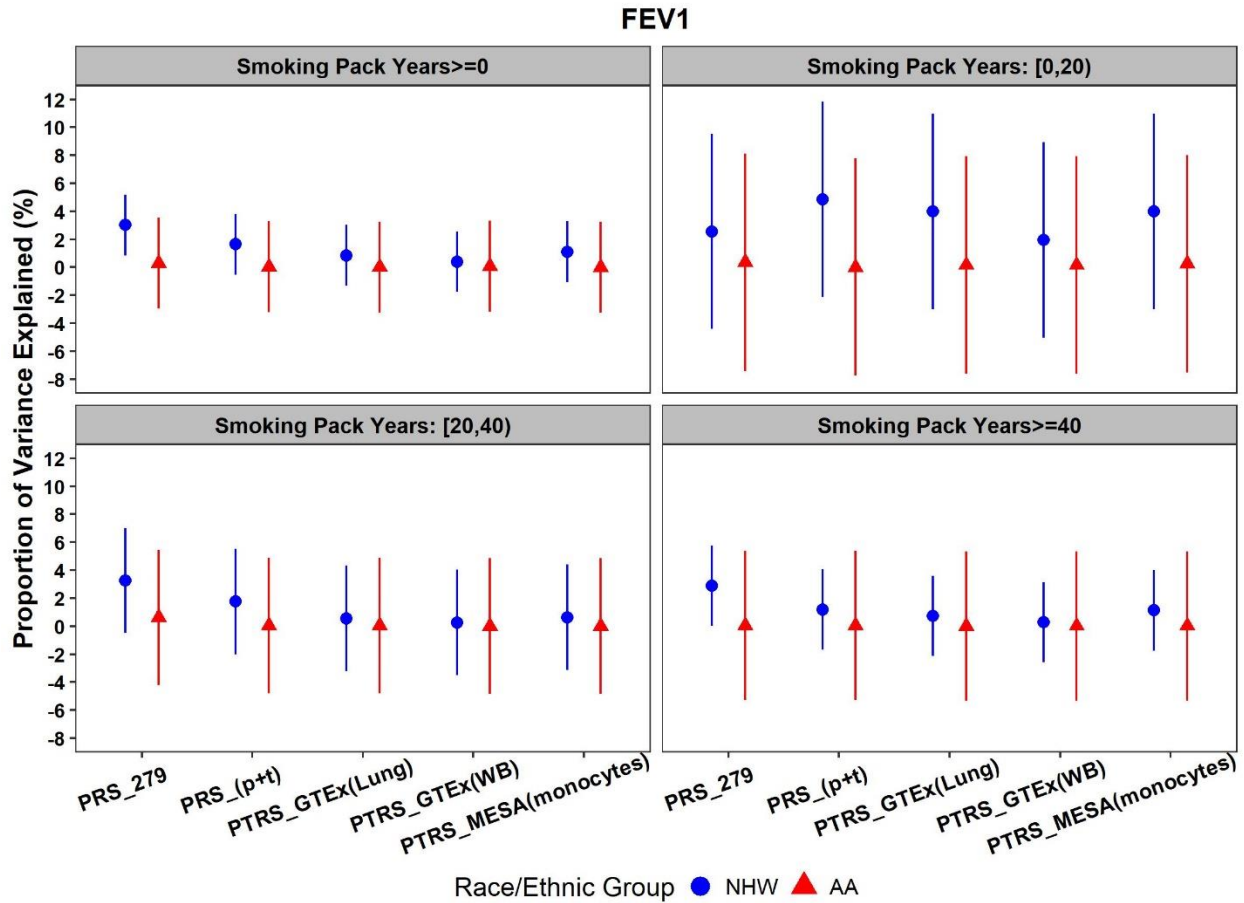 FEV1
Smoking Pack Years>=0
Smoking Pack Years: [0,20)
12
10
8
6
4
2
0
-2
-4
-6
-8
Smoking Pack Years: [20,40)
Smoking Pack Years>=40
12
10
8
6
4
2
0
-2
-4
-6
-8
Proportion of Variance Explained (%)
PRS_279
PRS_(p+t)
PTRS_GTEx(Lung)
PTRS_GTEx(WB)
PTRS_MESA(monocytes)
PRS_279
PRS_(p+t)
PTRS_GTEx(Lung)
PTRS_GTEx(WB)
PTRS_MESA(monocytes)
Race/Ethnic Group NHW AA